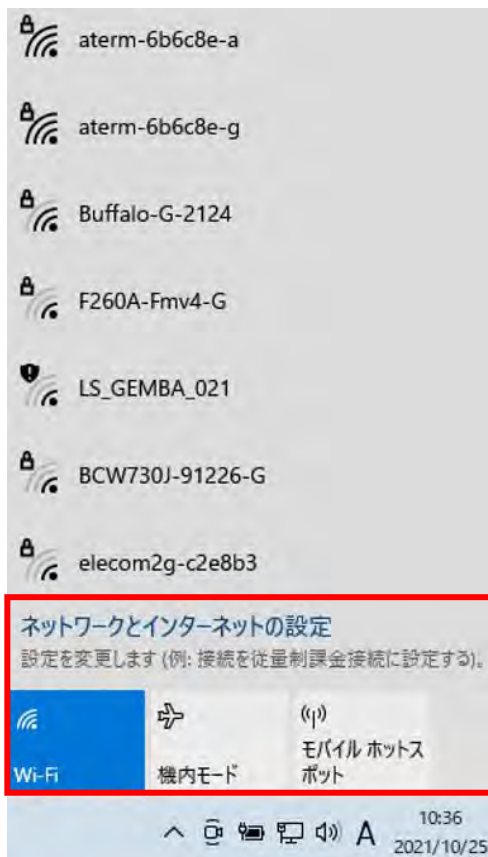 aterm-6b6c8e-a
aterm-6b6c8e-g
Buffalo-G-2124
F260A-Fmv4-G
LS_GEMBA_021
BCW730J-91226-G
elecom2g-c2e8b3
ネットワークとインターネットの設定
設定を変更します (例: 接続を従量制課金接続に設定する)。
Wi-Fi
機内モード
モバイル ホットス
ポット
A
10:36
2021/10/25